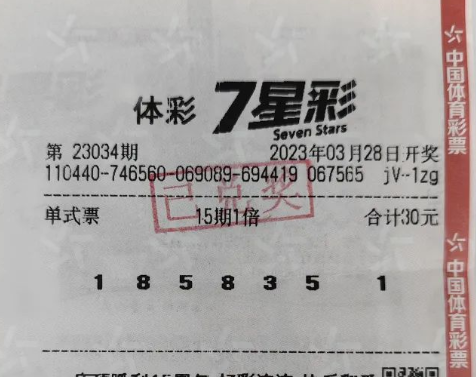 体彩 7星彩
Seven Stars
第 23034期 2023年03月28日开奖
110440-746560-069089-694419 067565 jV--1zg
已兑奖
单式票 15期1倍 合计30元
1 8 5 8 3 5 1
中国体育彩票
中国体育彩票